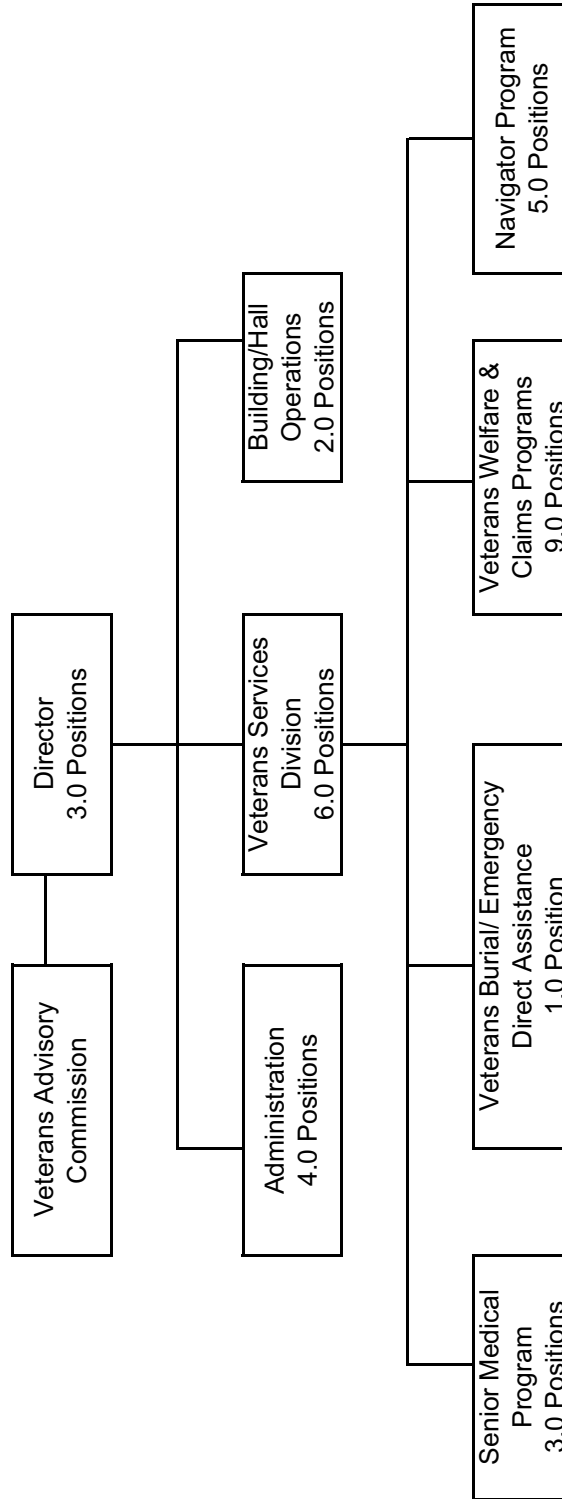 Veterans Advisory
Commission
Director
3.0 Positions
Administration
4.0 Positions
Veterans Services
Division
6.0 Positions
Building/Hall
Operations
2.0 Positions
Senior Medical
Program
3.0 Positions
Veterans Burial/ Emergency
Direct Assistance
1.0 Position
Veterans Welfare &
Claims Programs
9.0 Positions
Navigator Program
5.0 Positions